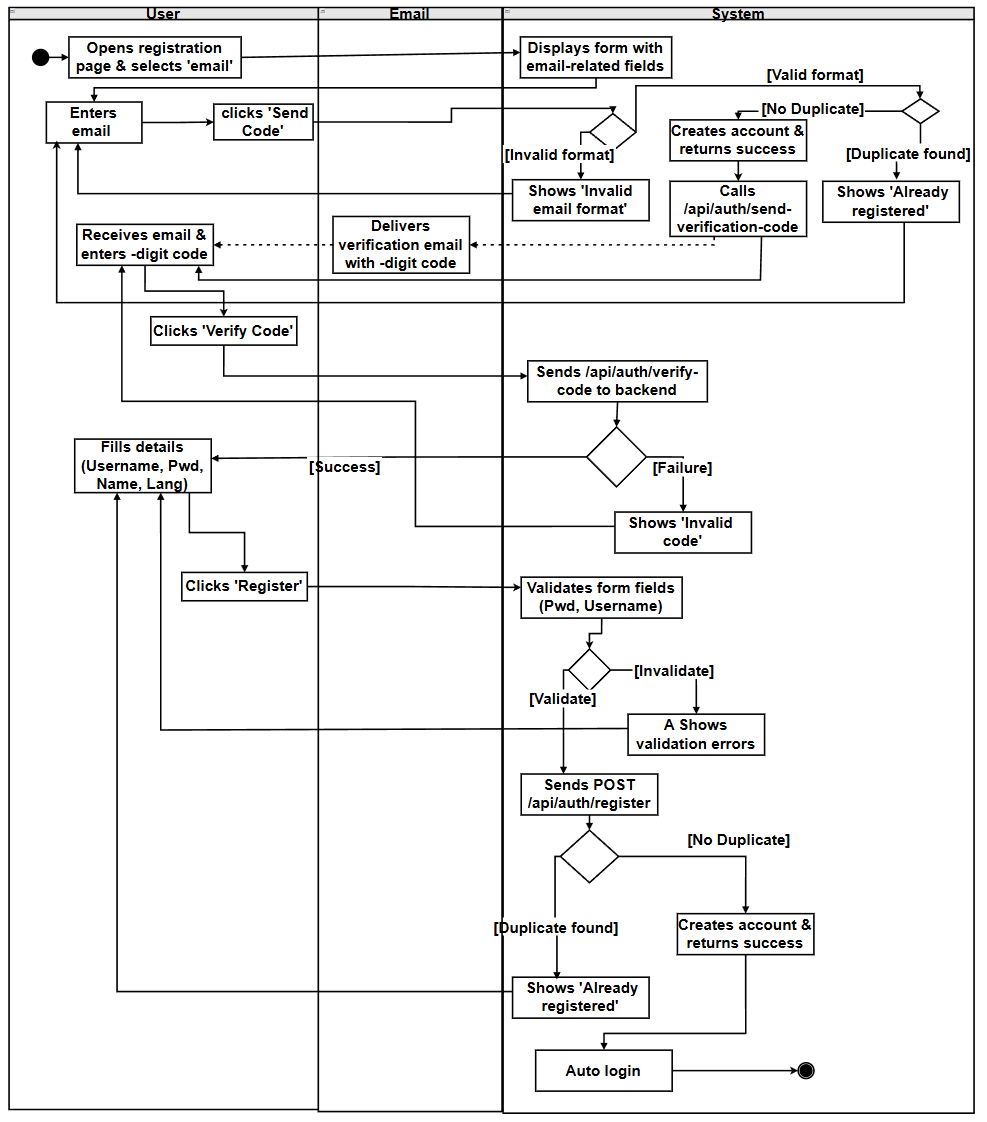 User
Email
System
Opens registration
page & selects 'email'
Displays form with
email-related fields
[Valid format]
Enters
email
clicks 'Send
Code'
[No Duplicate]
Creates account &
returns success
[Invalid format]
[Duplicate found]
Shows 'Invalid
email format'
Calls
/api/auth/send-
verification-code
Shows 'Already
registered'
Receives email &
enters -digit code
Delivers
verification email
with -digit code
Clicks 'Verify Code'
Sends /api/auth/verify-
code to backend
Fills details
(Username, Pwd,
Name, Lang)
[Success]
[Failure]
Shows 'Invalid
code'
Clicks 'Register'
Validates form fields
(Pwd, Username)
[Invalidate]
[Validate]
A Shows
validation errors
Sends POST
/api/auth/register
[No Duplicate]
[Duplicate found]
Creates account &
returns success
Shows 'Already
registered'
Auto login